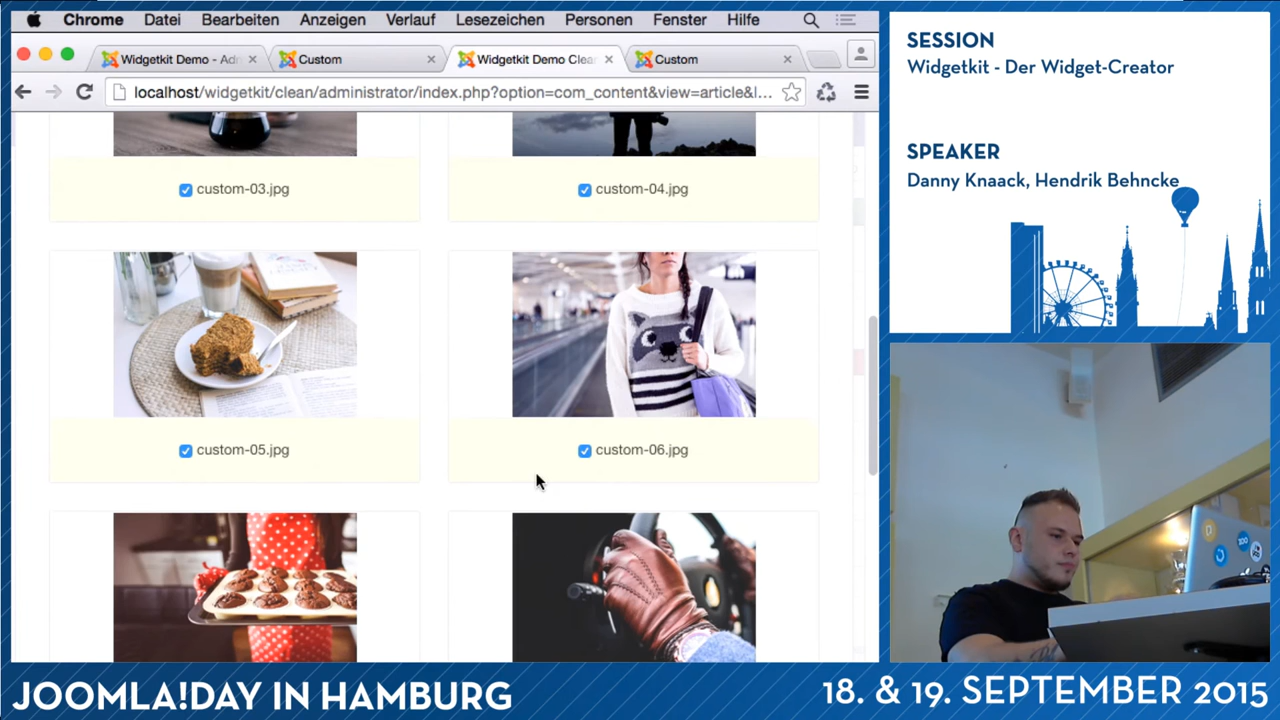 Chrome Datei Bearbeiten Anzeigen Verlauf Lesezeichen Personen Fenster Hilfe
Widgetkit Demo - Adr
Custom
Widgetkit Demo Clea
Custom
localhost/widgetkit/clean/administrator/index.php?option=com_content&view=article&l...
custom-03.jpg
custom-04.jpg
custom-05.jpg
custom-06.jpg
SESSION
Widgetkit - Der Widget-Creator
SPEAKER
Danny Knaack, Hendrik Behncke
JOOMLA!DAY IN HAMBURG
18. & 19. SEPTEMBER 2015